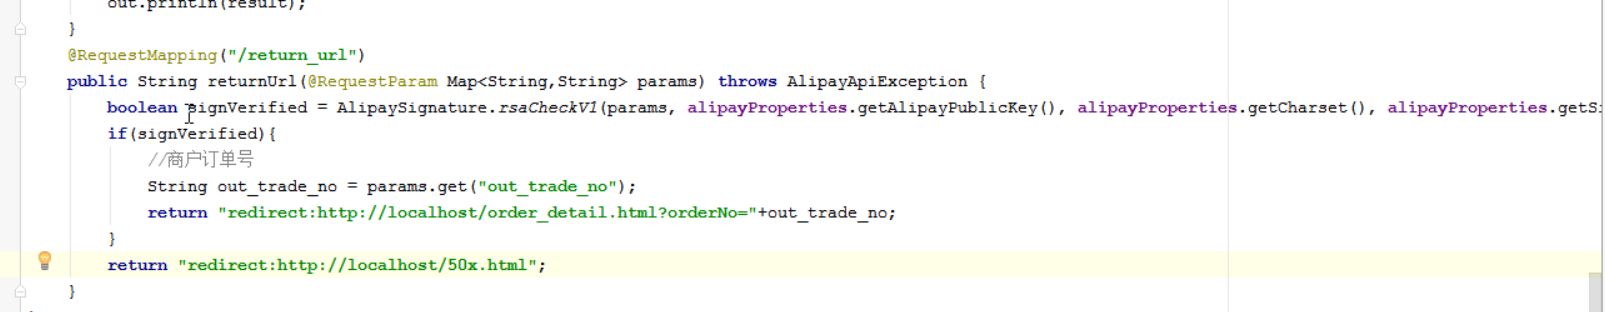 out.println(result);
}
@RequestMapping("/return_url")
public String returnUrl(@RequestParam Map<String,String> params) throws AlipayApiException {
boolean signVerified = AlipaySignature.rsaCheckV1(params, alipayProperties.getAlipayPublicKey(), alipayProperties.getCharset(), alipayProperties.getS
if(signVerified){
//商户订单号
String out_trade_no = params.get("out_trade_no");
return "redirect:http://localhost/order_detail.html?orderNo="+out_trade_no;
}
return "redirect:http://localhost/50x.html";
}